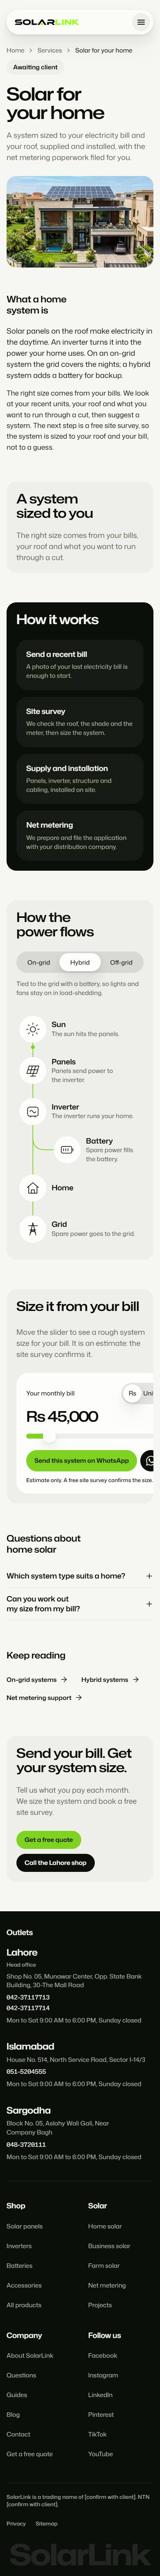 SOLARLINK
Home > Services > Solar for your home
Awaiting client
Solar for
your home
A system sized to your electricity bill and
your roof, supplied and installed, with the
net metering paperwork filed for you.
What a home
system is
Solar panels on the roof make electricity in
the daytime. An inverter turns it into the
power your home uses. On an on-grid
system the grid covers the nights; a hybrid
system adds a battery for backup.
The right size comes from your bills. We look
at your recent units, your roof and what you
want to run through a cut, then suggest a
system. The next step is a free site survey, so
the system is sized to your roof and your bill,
not to a guess.
A system
sized to you
The right size comes from your bills,
your roof and what you want to run
through a cut.
How it works
Send a recent bill
A photo of your last electricity bill is
enough to start.
Site survey
We check the roof, the shade and the
meter, then size the system.
Supply and installation
Panels, inverter, structure and
cabling, installed on site.
Net metering
We prepare and file the application
with your distribution company.
How the
power flows
On-grid Hybrid Off-grid
Tied to the grid with a battery, so lights and
fans stay on in load-shedding.
Sun
The sun hits the panels.
Panels
Panels send power to
the inverter.
Inverter
The inverter runs your home.
Battery
Spare power fills
the battery.
Home
Grid
Spare power goes to the grid.
Size it from your bill
Move the slider to see a rough system
size for that bill. It is an estimate: the
site survey confirms it.
Your monthly bill Rs Uni
Rs 45,000
Send this system on WhatsApp
Estimate only. A free site survey confirms the size.
Questions about
home solar
Which system type suits a home? +
Can you work out
my size from my bill? +
Keep reading
On-grid systems → Hybrid systems →
Net metering support →
Send your bill. Get
your system size.
Tell us what you pay each month.
We size the system and book a free
site survey.
Get a free quote
Call the Lahore shop
Outlets
Lahore
Head office
Shop No. 05, Munawar Center, Opp. State Bank
Building, 30-The Mall Road
042-37117713
042-37117714
Mon to Sat 9:00 AM to 6:00 PM, Sunday closed
Islamabad
House No. 514, North Service Road, Sector I-14/3
051-5204555
Mon to Sat 9:00 AM to 6:00 PM, Sunday closed
Sargodha
Block No. 05, Aslahy Wali Gali, Near
Company Bagh
048-3720111
Mon to Sat 9:00 AM to 6:00 PM, Sunday closed
Shop Solar
Solar panels Home solar
Inverters Business solar
Batteries Farm solar
Accessories Net metering
All products Projects
Company Follow us
About SolarLink Facebook
Questions Instagram
Guides LinkedIn
Blog Pinterest
Contact TikTok
Get a free quote YouTube
SolarLink is a trading name of [confirm with client]. NTN
[confirm with client].
Privacy Sitemap
SolarLink